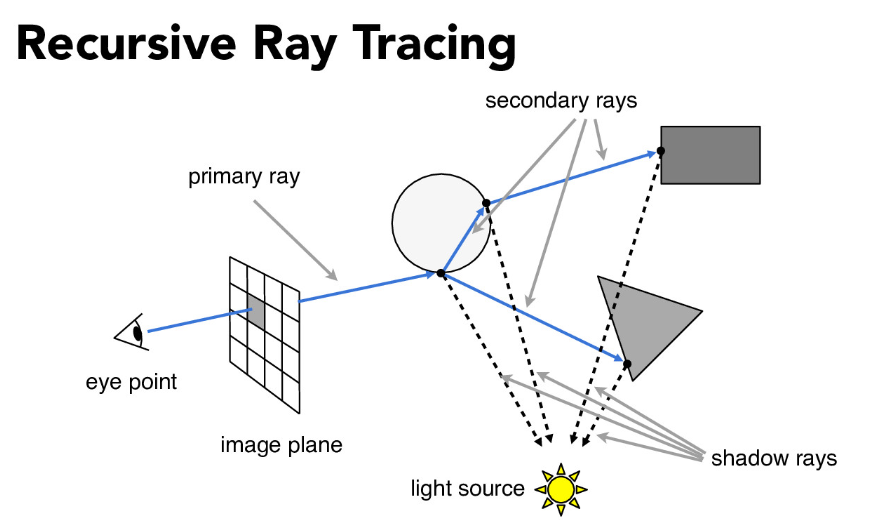 Recursive Ray Tracing
secondary rays
primary ray
eye point
image plane
shadow rays
light source